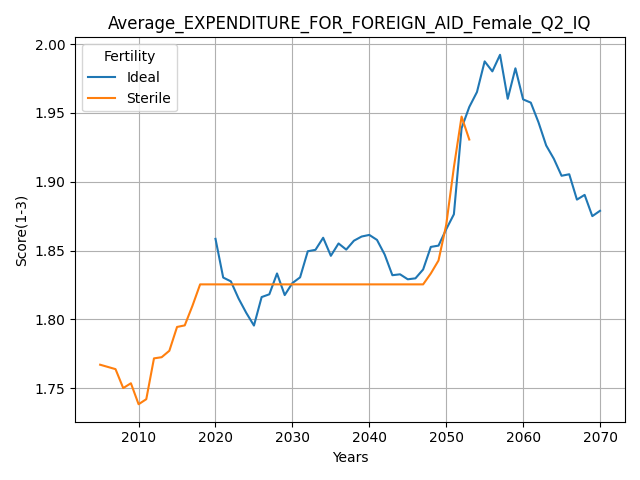 Average_EXPENDITURE_FOR_FOREIGN_AID_Female_Q2_IQ
Fertility
Ideal
Sterile
Score(1-3)
2.00
1.95
1.90
1.85
1.80
1.75
2010 2020 2030 2040 2050 2060 2070
Years